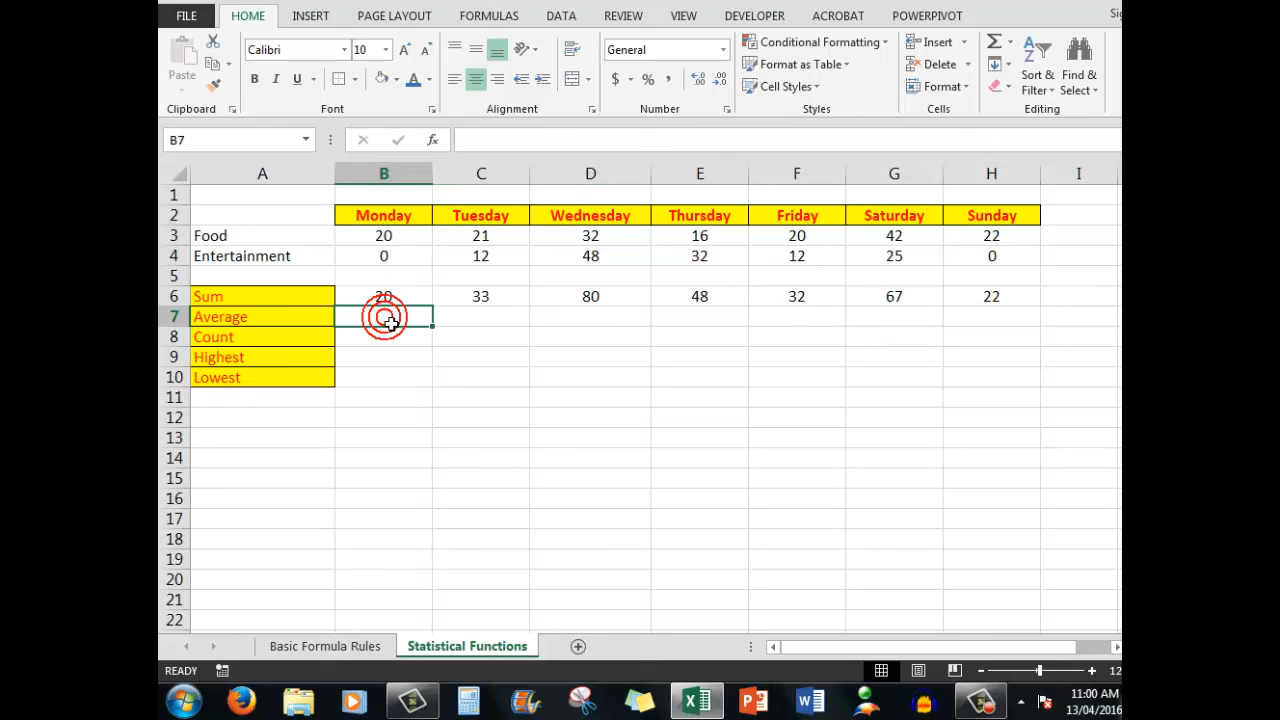 FILE HOME INSERT PAGE LAYOUT FORMULAS DATA REVIEW VIEW DEVELOPER ACROBAT POWERPIVOT
Calibri 10 General Conditional Formatting Insert
Paste Format as Table Delete Sort & Find &
B I U $ % Cell Styles Format Filter Select
Clipboard Font Alignment Number Styles Cells Editing
B7 fx
A B C D E F G H I
1
2 Monday Tuesday Wednesday Thursday Friday Saturday Sunday
3 Food 20 21 32 16 20 42 22
4 Entertainment 0 12 48 32 12 25 0
5
6 Sum 20 33 80 48 32 67 22
7 Average
8 Count
9 Highest
10 Lowest
11
12
13
14
15
16
17
18
19
20
21
22
Basic Formula Rules Statistical Functions
READY 12
11:00 AM
13/04/2016